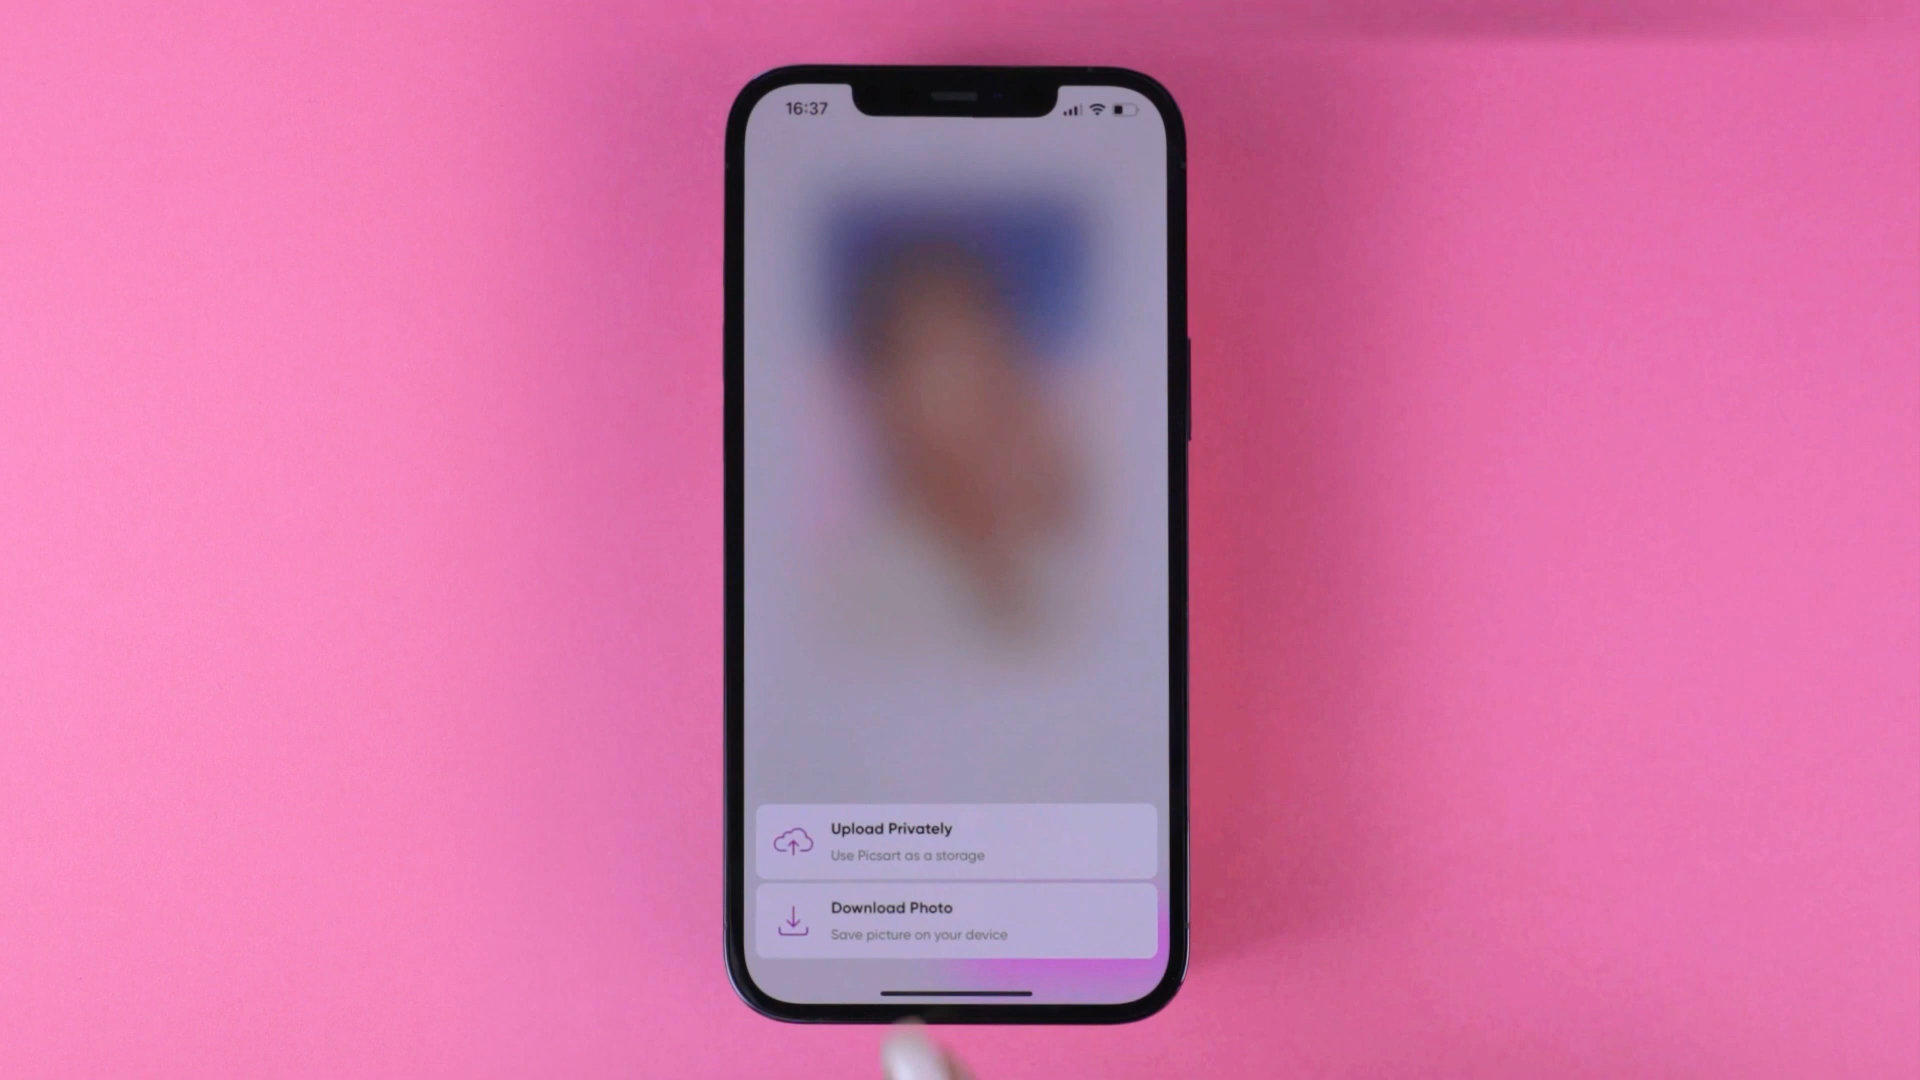 16:37
Upload Privately
Use Picsart as a storage
Download Photo
Save picture on your device